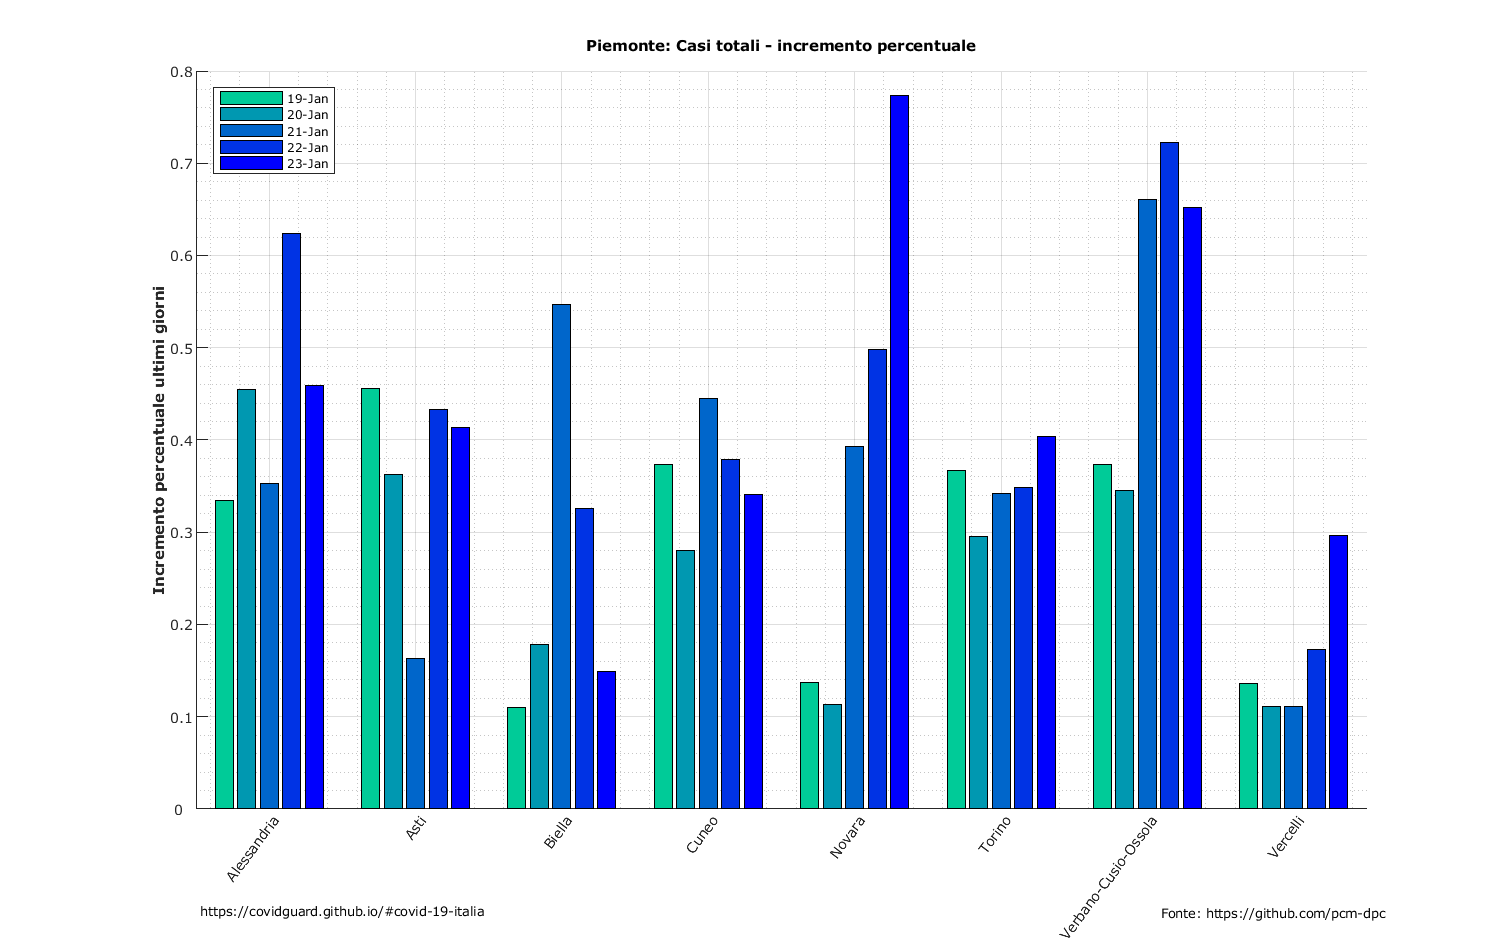 Piemonte: Casi totali - incremento percentuale
0.8
0.7
0.6
0.5
0.4
0.3
0.2
0.1
0
Incremento percentuale ultimi giorni
19-Jan
20-Jan
21-Jan
22-Jan
23-Jan
Alessandria
Asti
Biella
Cuneo
Novara
Torino
Verbano-Cusio-Ossola
Vercelli
https://covidguard.github.io/#covid-19-italia
Fonte: https://github.com/pcm-dpc